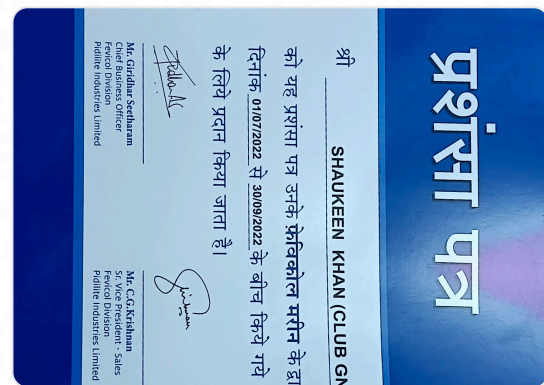 प्रशंसा पत्र
श्री SHAUKEEN KHAN (CLUB
को यह प्रशंसा पत्र उनके फ़ेविकोल मरीन के
दिनांक 01/07/2022 से 30/09/2022 के बीच किये गये
के लिये प्रदान किया जाता है।
Mr. Giridhar Seetharam
Chief Business Officer
Fevicol Division
Pidilite Industries Limited
Mr. C.G.Krishnan
Sr. Vice President - Sales
Fevicol Division
Pidilite Industries Limited